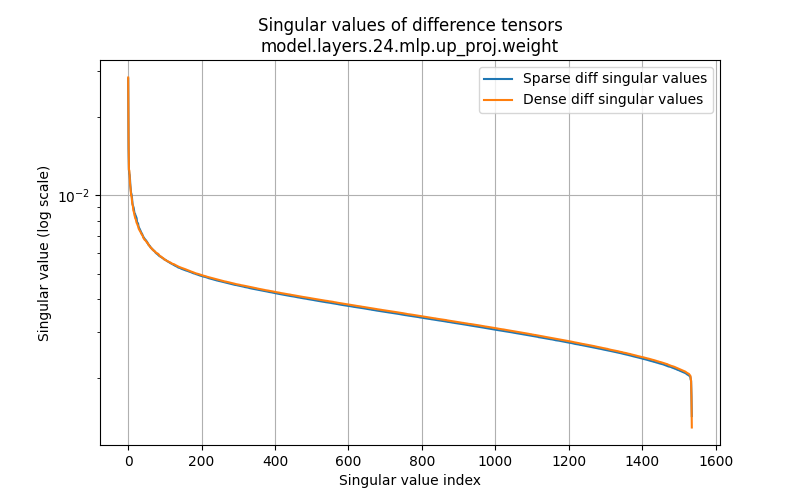 Singular values of difference tensors
model.layers.24.mlp.up_proj.weight
Sparse diff singular values
Dense diff singular values
Singular value (log scale)
10⁻²
0 200 400 600 800 1000 1200 1400 1600
Singular value index